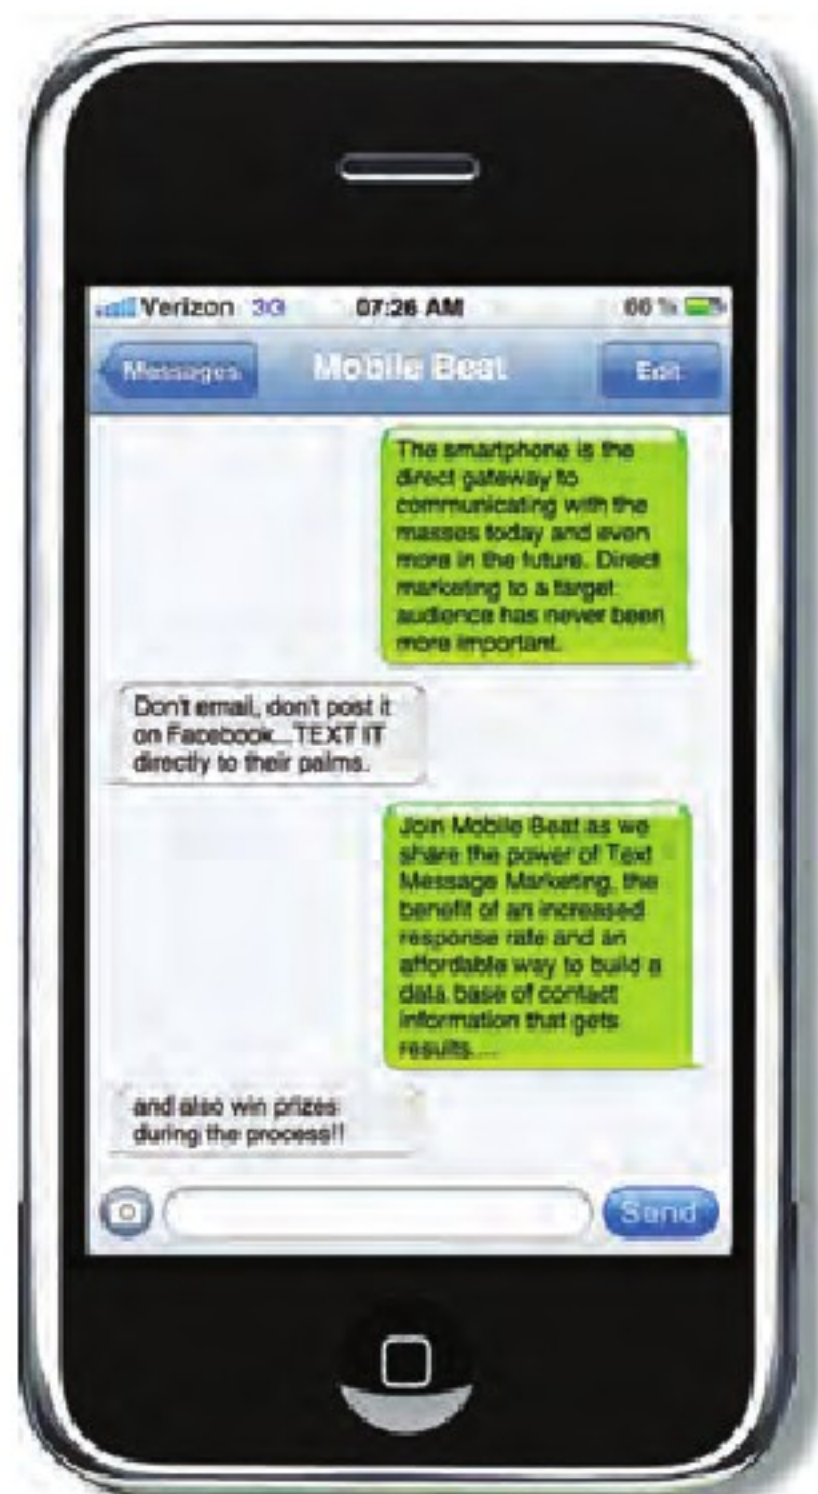 Verizon 3G 07:26 AM 66 %
Messages Mobile Beat Edit
The smartphone is the
direct gateway to
communicating with the
masses today and even
more in the future. Direct
marketing to a target
audience has never been
more important.
Don't email, don't post it
on Facebook...TEXT IT
directly to their palms.
Join Mobile Beat as we
share the power of Text
Message Marketing, the
benefit of an increased
response rate and an
affordable way to build a
data base of contact
information that gets
results....
and also win prizes
during the process!!
Send